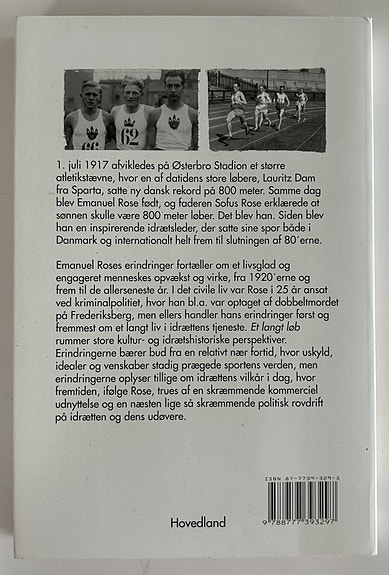 62
66
1. juli 1917 afvikledes på Østerbro Stadion et større
atletikstævne, hvor en af datidens store løbere, Lauritz Dam
fra Sparta, satte ny dansk rekord på 800 meter. Samme dag
blev Emanuel Rose født, og faderen Sofus Rose erklærede at
sønnen skulle være 800 meter løber. Det blev han. Siden blev
han en inspirerende idrætsleder, der satte sine spor både i
Danmark og internationalt helt frem til slutningen af 80´erne.
Emanuel Roses erindringer fortæller om et livsglad og
engageret menneskes opvækst og virke, fra 1920´erne og
frem til de allerseneste år. I det civile liv var Rose i 25 år ansat
ved kriminalpolitiet, hvor han bl.a. var optaget af dobbeltmordet
på Frederiksberg, men ellers handler hans erindringer først og
fremmest om et langt liv i idrættens tjeneste. Et langt løb
rummer store kultur- og idrætshistoriske perspektiver.
Erindringerne bærer bud fra en relativt nær fortid, hvor uskyld,
idealer og venskaber stadig prægede sportens verden, men
erindringerne oplyser tillige om idrættens vilkår i dag, hvor
fremtiden, ifølge Rose, trues af en skræmmende kommerciel
udnyttelse og en næsten lige så skræmmende politisk rovdrift
på idrætten og dens udøvere.
ISBN 87-7739-329-5
9 788777 393297
Hovedland